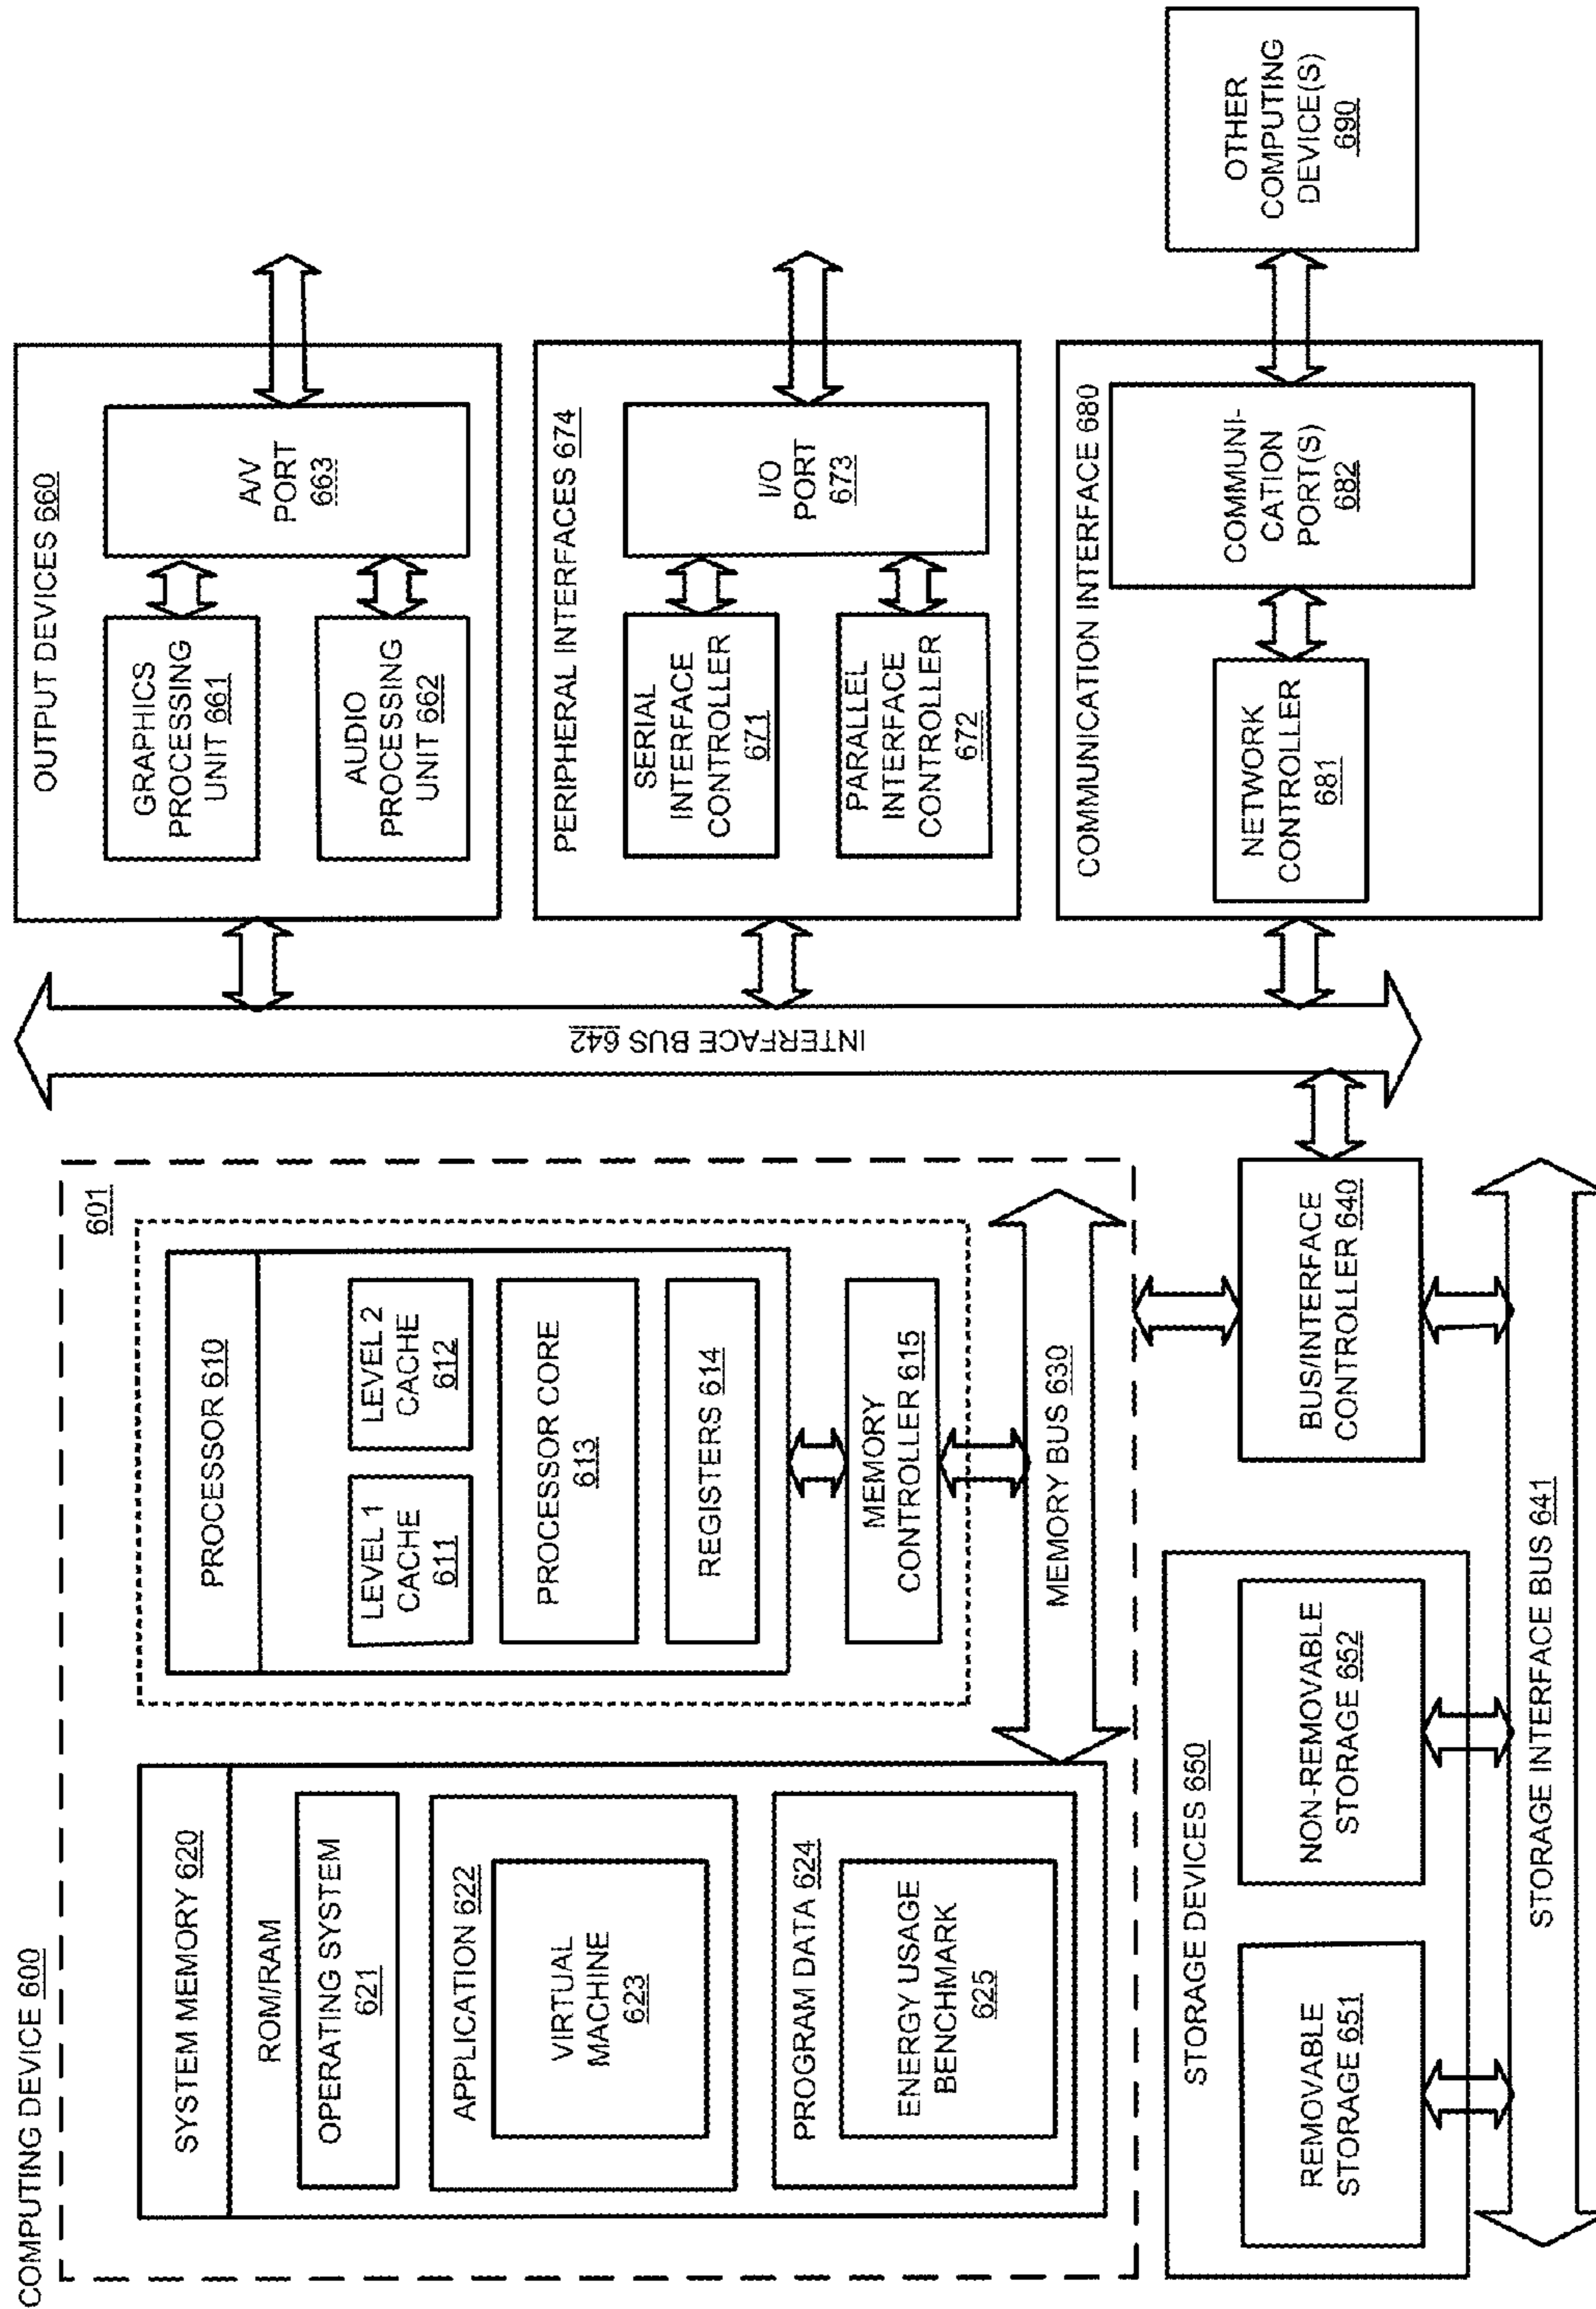 COMPUTING DEVICE 600
601
SYSTEM MEMORY 620
ROM/RAM
OPERATING SYSTEM
621
APPLICATION 622
VIRTUAL
MACHINE
623
PROGRAM DATA 624
ENERGY USAGE
BENCHMARK
625
PROCESSOR 610
LEVEL 1
CACHE
611
LEVEL 2
CACHE
612
PROCESSOR CORE
613
REGISTERS 614
MEMORY
CONTROLLER 615
MEMORY BUS 630
BUS/INTERFACE
CONTROLLER 640
STORAGE DEVICES 650
REMOVABLE
STORAGE 651
NON-REMOVABLE
STORAGE 652
STORAGE INTERFACE BUS 641
INTERFACE BUS 642
OUTPUT DEVICES 660
GRAPHICS
PROCESSING
UNIT 661
AUDIO
PROCESSING
UNIT 662
A/V
PORT
663
PERIPHERAL INTERFACES 674
SERIAL
INTERFACE
CONTROLLER
671
PARALLEL
INTERFACE
CONTROLLER
672
I/O
PORT
673
COMMUNICATION INTERFACE 680
NETWORK
CONTROLLER
681
COMMUNI-
CATION
PORT(S)
682
OTHER
COMPUTING
DEVICE(S)
690